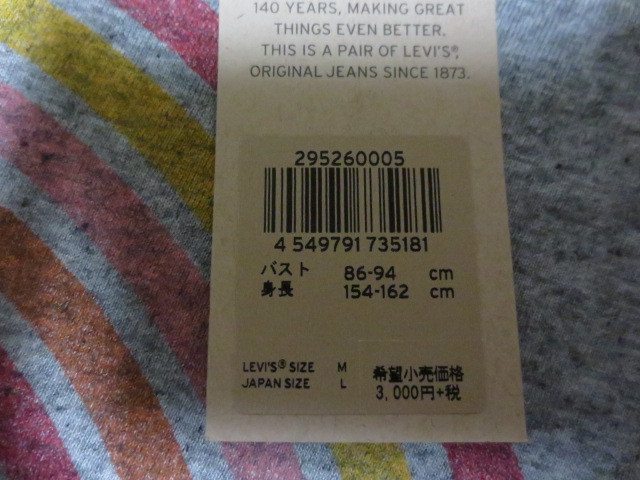 140 YEARS, MAKING GREAT
THINGS EVEN BETTER.
THIS IS A PAIR OF LEVI'S®,
ORIGINAL JEANS SINCE 1873.
295260005
4 549791 735181
バスト 86-94 cm
身長 154-162 cm
LEVI'S® SIZE M
JAPAN SIZE L
希望小売価格
3,000円+税